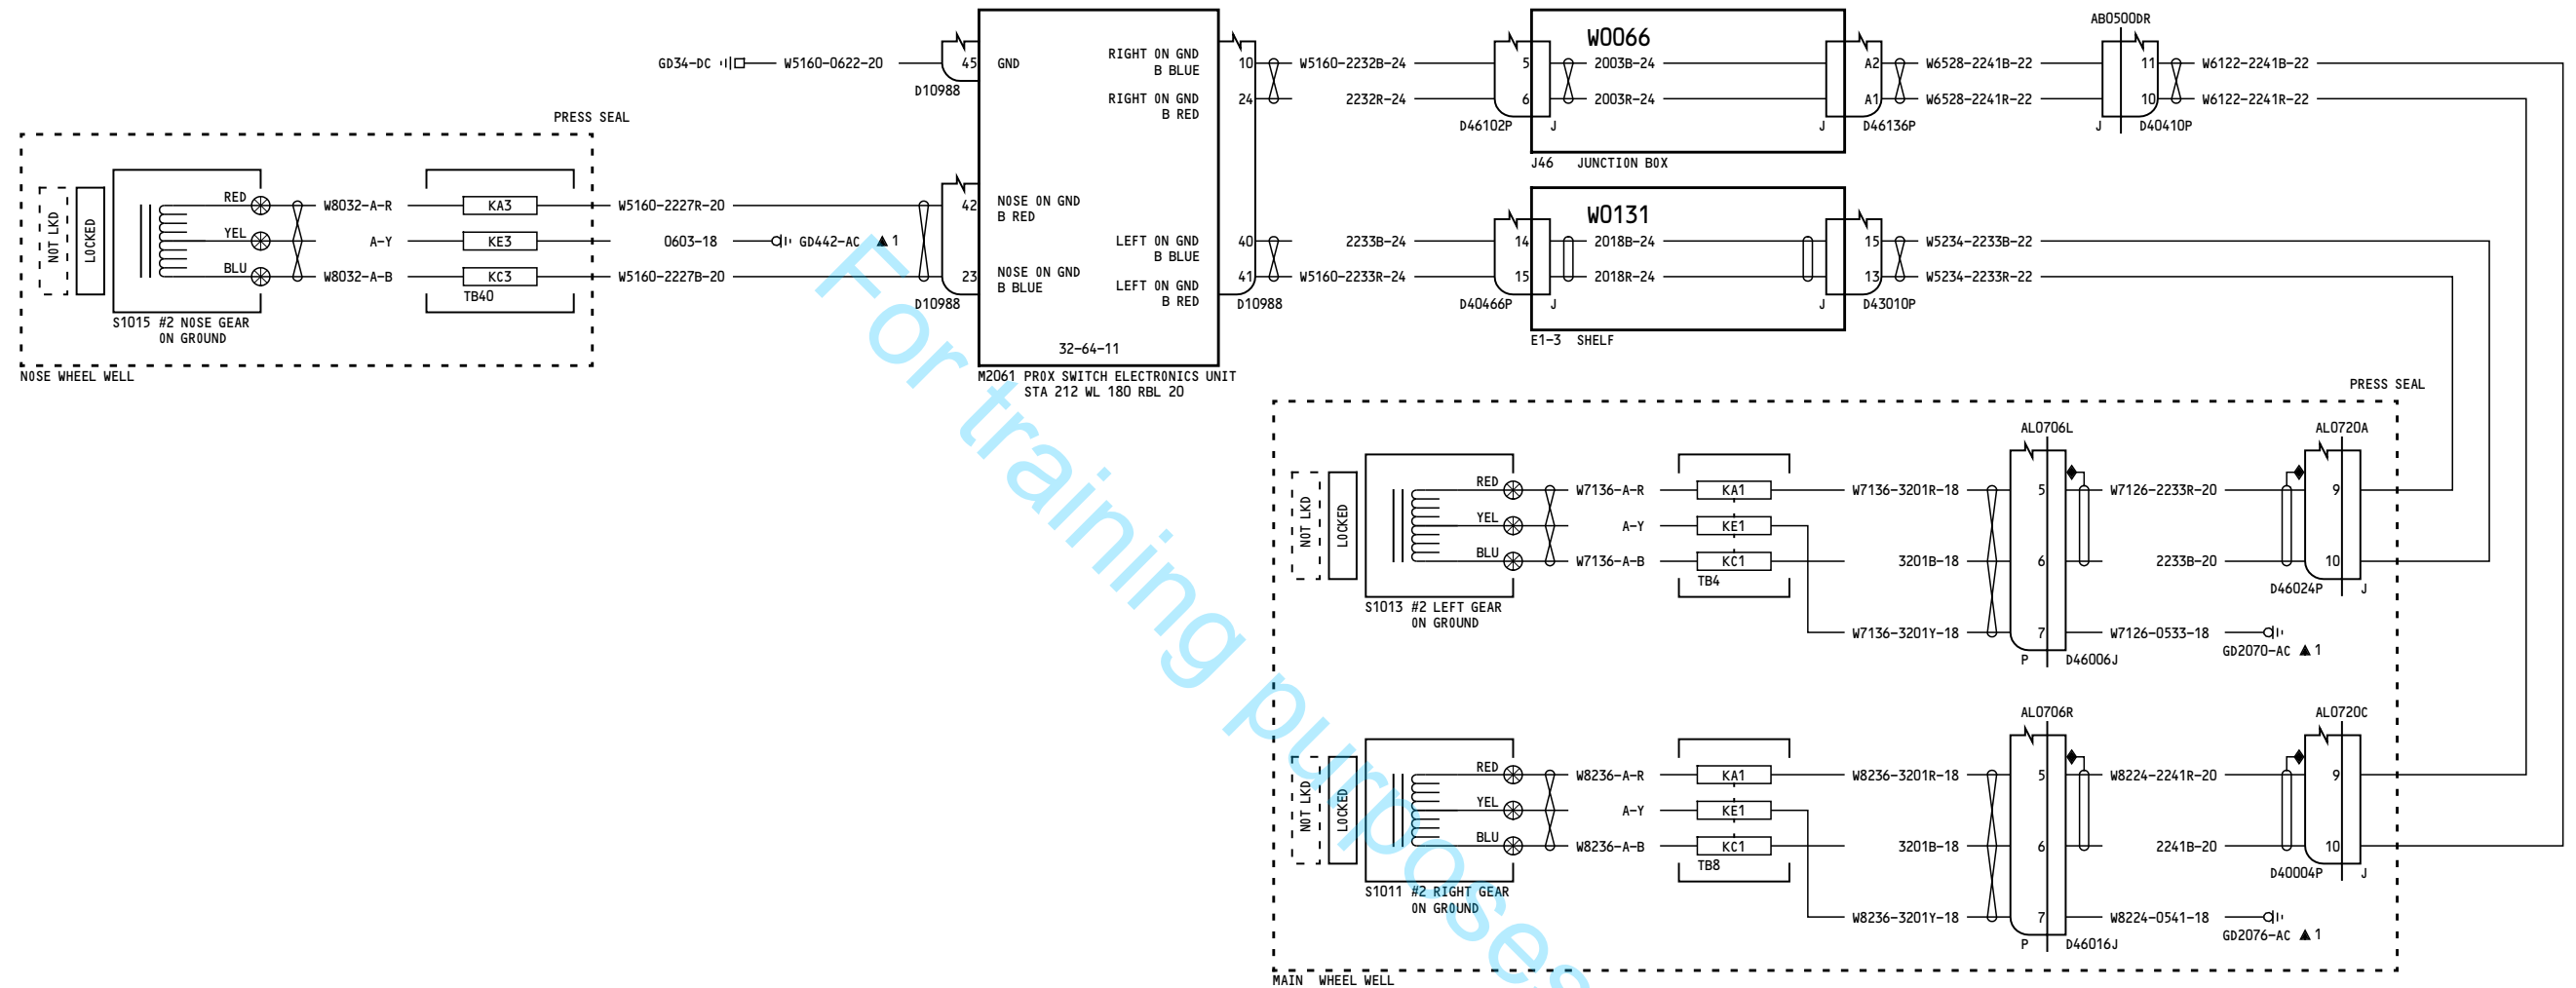 AB0500DR
GD34-DC
W5160-0622-20
45
GND
D10988
RIGHT ON GND
B BLUE
RIGHT ON GND
B RED
10
24
W5160-2232B-24
2232R-24
5
6
D46102P
J
W0066
2003B-24
2003R-24
A2
A1
J
D46136P
J46 JUNCTION BOX
W6528-2241B-22
W6528-2241R-22
11
10
J
D40410P
W6122-2241B-22
W6122-2241R-22
PRESS SEAL
NOT LKD
LOCKED
RED
YEL
BLU
W8032-A-R
A-Y
W8032-A-B
KA3
KE3
KC3
TB40
S1015 #2 NOSE GEAR
ON GROUND
NOSE WHEEL WELL
W5160-2227R-20
0603-18
GD442-AC ▲ 1
W5160-2227B-20
42
23
D10988
NOSE ON GND
B RED
NOSE ON GND
B BLUE
LEFT ON GND
B BLUE
LEFT ON GND
B RED
32-64-11
M2061 PROX SWITCH ELECTRONICS UNIT
STA 212 WL 180 RBL 20
40
41
D10988
2233B-24
W5160-2233R-24
14
15
D40466P
J
W0131
2018B-24
2018R-24
15
13
J
D43010P
E1-3 SHELF
W5234-2233B-22
W5234-2233R-22
PRESS SEAL
NOT LKD
LOCKED
RED
YEL
BLU
W7136-A-R
A-Y
W7136-A-B
KA1
KE1
KC1
TB4
S1013 #2 LEFT GEAR
ON GROUND
W7136-3201R-18
3201B-18
W7136-3201Y-18
AL0706L
5
6
7
P
D46006J
W7126-2233R-20
2233B-20
W7126-0533-18
GD2070-AC ▲ 1
AL0720A
9
10
D46024P
J
NOT LKD
LOCKED
RED
YEL
BLU
W8236-A-R
A-Y
W8236-A-B
KA1
KE1
KC1
TB8
S1011 #2 RIGHT GEAR
ON GROUND
W8236-3201R-18
3201B-18
W8236-3201Y-18
AL0706R
5
6
7
P
D46016J
W8224-2241R-20
2241B-20
W8224-0541-18
GD2076-AC ▲ 1
AL0720C
9
10
D40004P
J
MAIN WHEEL WELL
For training purposes